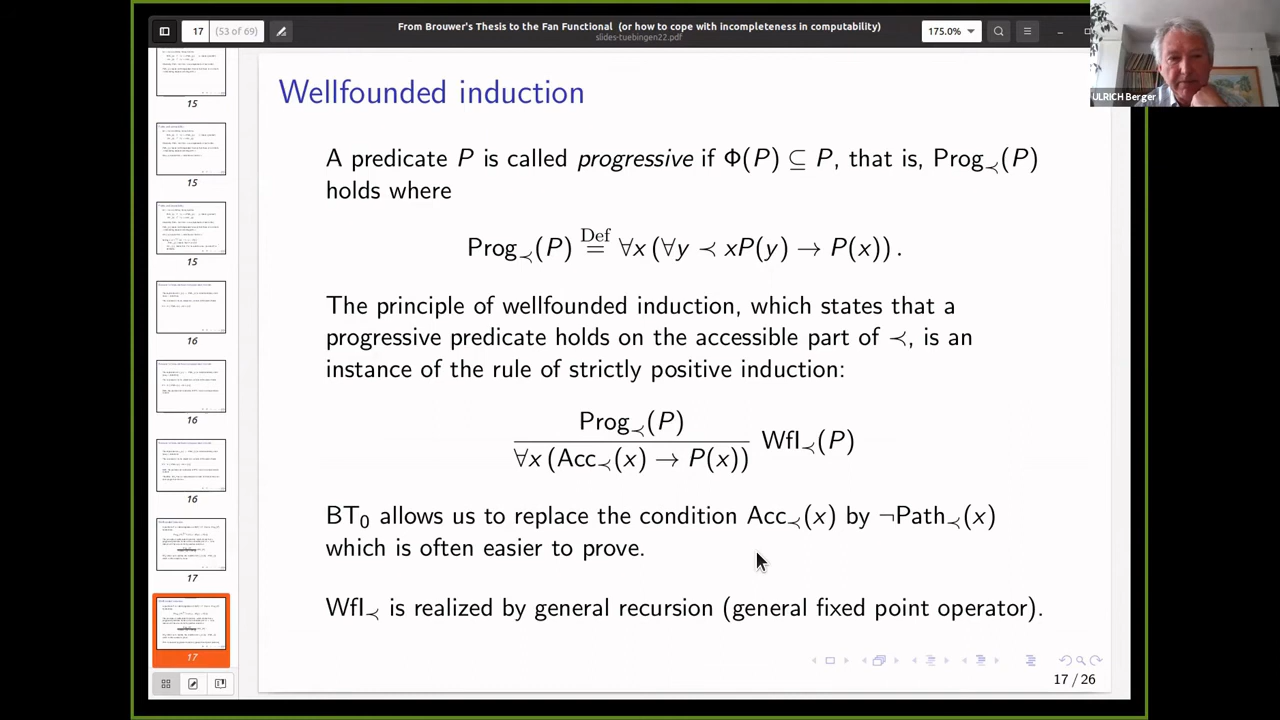 From Brouwer's Thesis to the Fan Functional (or how to cope with incompleteness in computability)
slides-tuebingen22.pdf
17 (53 of 69)
175.0%
ULRICH Berger
15
15
15
16
16
16
17
17
Wellfounded induction
A predicate P is called progressive if Φ(P) ⊆ P, that is, Prog≺(P)
holds where
Prog≺(P) =^Def ∀x (∀y ≺ xP(y) → P(x)) .
The principle of wellfounded induction, which states that a
progressive predicate holds on the accessible part of ≺, is an
instance of the rule of strictly positive induction:
Prog≺(P)
∀x (Acc≺(x) → P(x)) WfI≺(P)
BT₀ allows us to replace the condition Acc≺(x) by ¬Path≺(x)
which is often easier to prove.
WfI≺ is realized by general recursion (general fixed point operator)
17 / 26